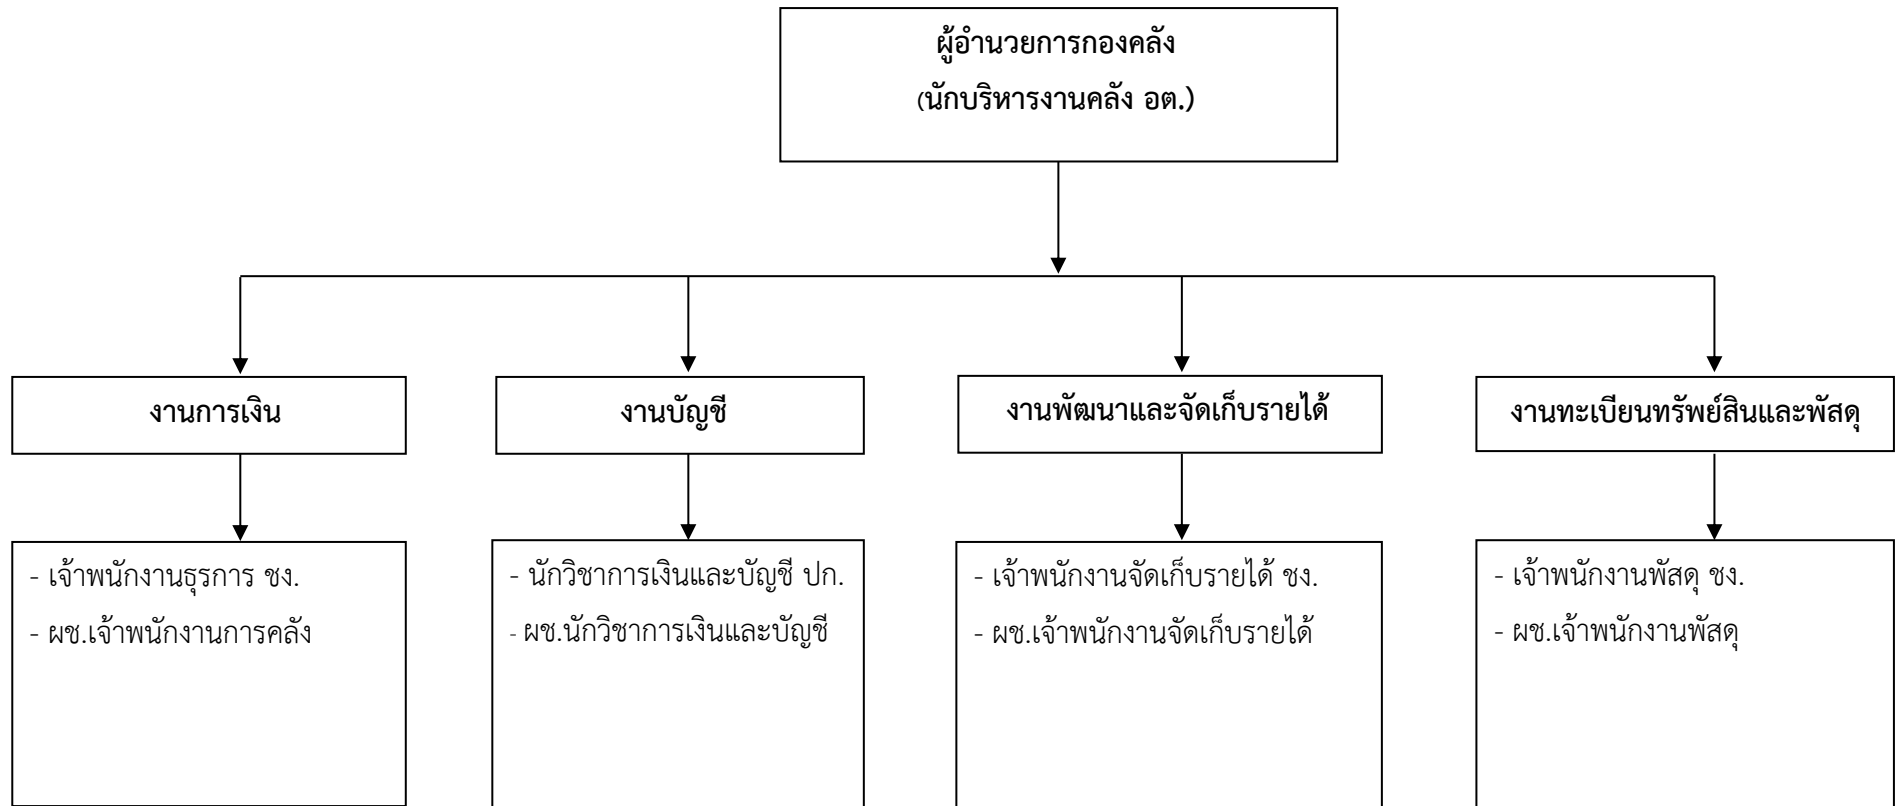 ผู้อำนวยการกองคลัง
(นักบริหารงานคลัง อต.)
งานการเงิน
งานบัญชี
งานพัฒนาและจัดเก็บรายได้
งานทะเบียนทรัพย์สินและพัสดุ
- เจ้าพนักงานธุรการ ชง.
- ผช.เจ้าพนักงานการคลัง
- นักวิชาการเงินและบัญชี ปก.
- ผช.นักวิชาการเงินและบัญชี
- เจ้าพนักงานจัดเก็บรายได้ ชง.
- ผช.เจ้าพนักงานจัดเก็บรายได้
- เจ้าพนักงานพัสดุ ชง.
- ผช.เจ้าพนักงานพัสดุ